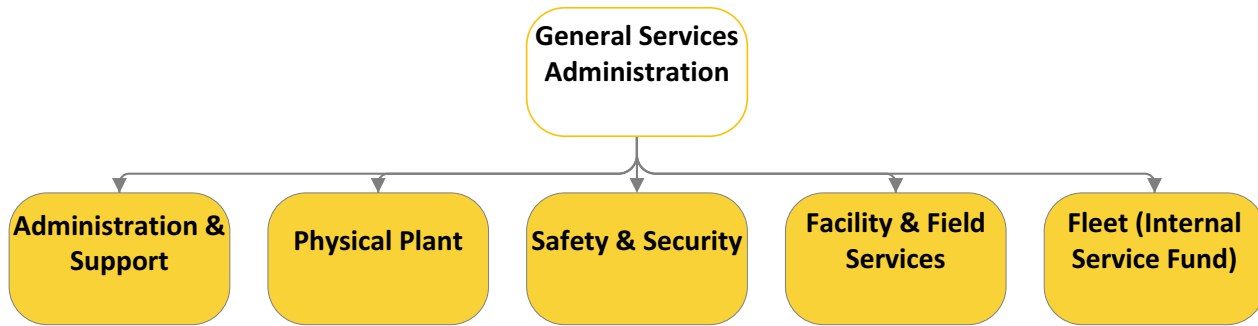 General Services
Administration
Administration &
Support
Physical Plant
Safety & Security
Facility & Field
Services
Fleet (Internal
Service Fund)